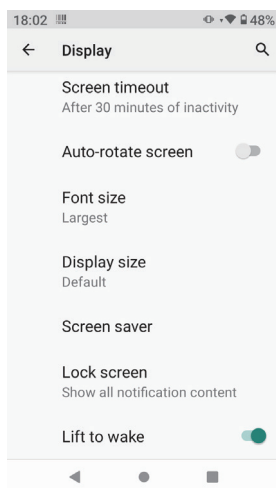 18:02 48%
Display
Screen timeout
After 30 minutes of inactivity
Auto-rotate screen
Font size
Largest
Display size
Default
Screen saver
Lock screen
Show all notification content
Lift to wake